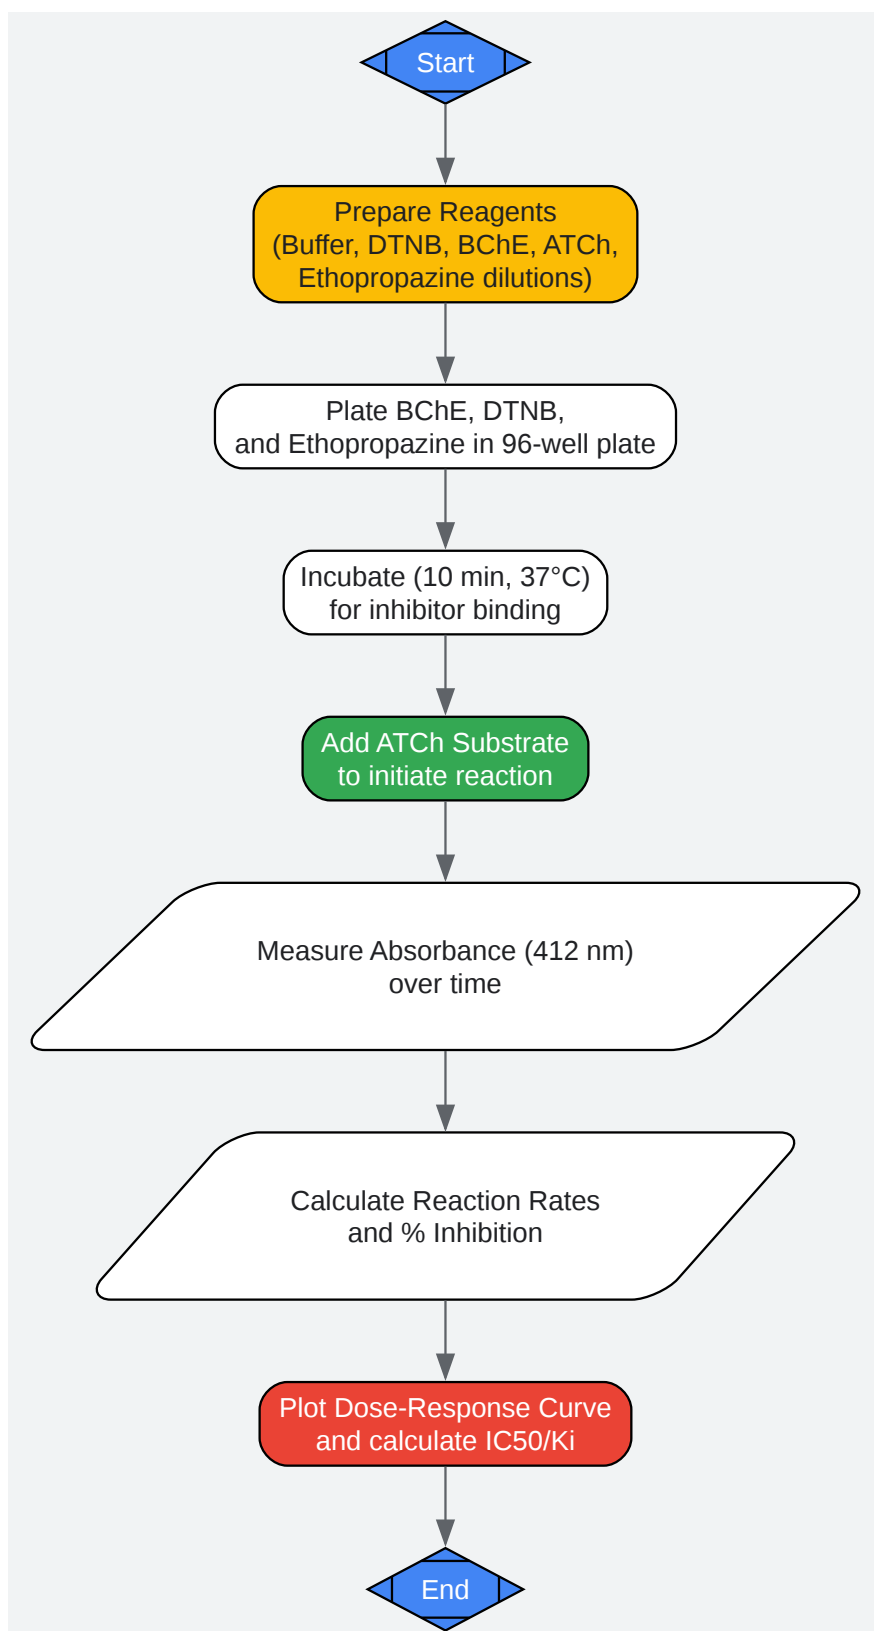 Start
Prepare Reagents
(Buffer, DTNB, BChE, ATCh,
Ethopropazine dilutions)
Plate BChE, DTNB,
and Ethopropazine in 96-well plate
Incubate (10 min, 37°C)
for inhibitor binding
Add ATCh Substrate
to initiate reaction
Measure Absorbance (412 nm)
over time
Calculate Reaction Rates
and % Inhibition
Plot Dose-Response Curve
and calculate IC50/Ki
End